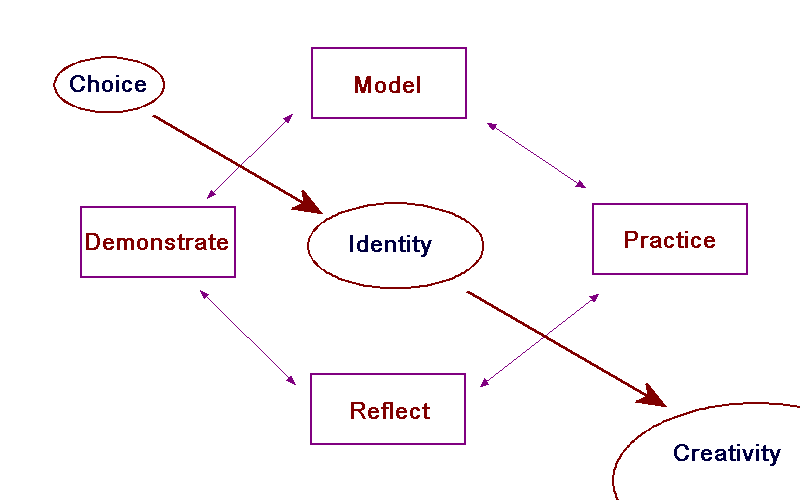 Choice
Model
Demonstrate
Identity
Practice
Reflect
Creativity